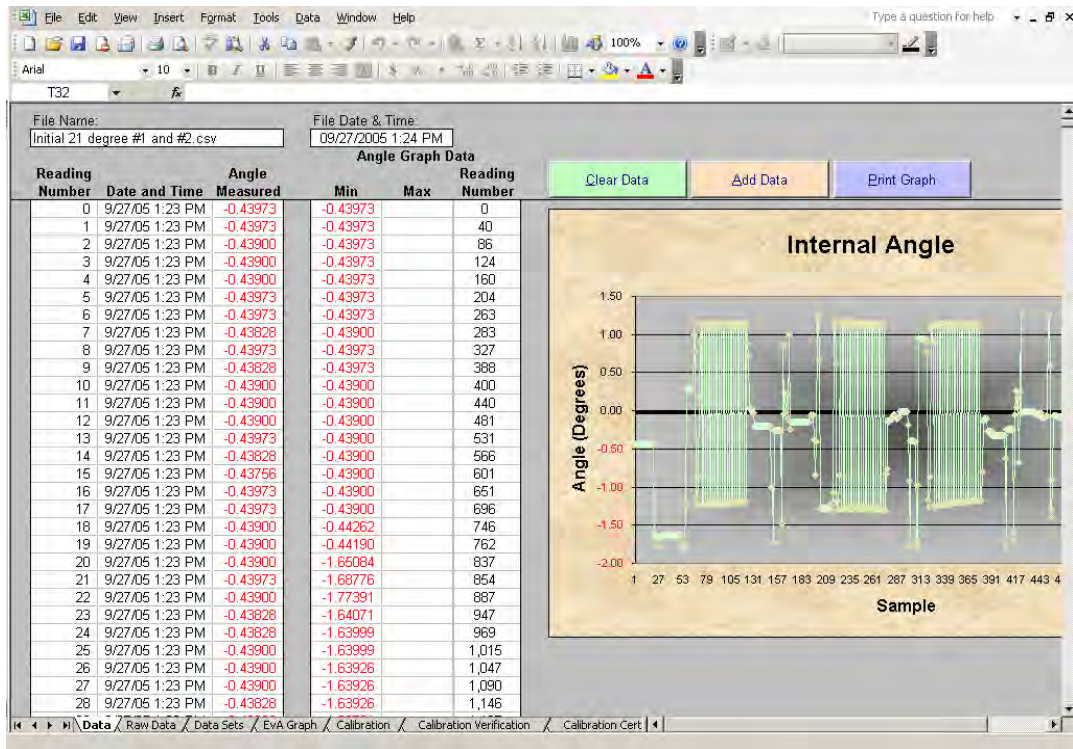 File Edit View Insert Format Tools Data Window Help Type a question for help
100%
Arial 10 B I U $ %
T32 fx
File Name: File Date & Time:
Initial 21 degree #1 and #2.csv 09/27/2005 1:24 PM
Angle Graph Data
Reading Angle Reading
Number Date and Time Measured Min Max Number
Clear Data Add Data Print Graph
0 9/27/05 1:23 PM -0.43973 -0.43973 0
1 9/27/05 1:23 PM -0.43973 -0.43973 40
2 9/27/05 1:23 PM -0.43900 -0.43973 86
3 9/27/05 1:23 PM -0.43900 -0.43973 124
4 9/27/05 1:23 PM -0.43900 -0.43973 160
5 9/27/05 1:23 PM -0.43973 -0.43973 204
6 9/27/05 1:23 PM -0.43973 -0.43973 263
7 9/27/05 1:23 PM -0.43828 -0.43900 283
8 9/27/05 1:23 PM -0.43973 -0.43973 327
9 9/27/05 1:23 PM -0.43828 -0.43973 388
10 9/27/05 1:23 PM -0.43900 -0.43900 400
11 9/27/05 1:23 PM -0.43900 -0.43900 440
12 9/27/05 1:23 PM -0.43900 -0.43900 481
13 9/27/05 1:23 PM -0.43973 -0.43900 531
14 9/27/05 1:23 PM -0.43828 -0.43900 566
15 9/27/05 1:23 PM -0.43756 -0.43900 601
16 9/27/05 1:23 PM -0.43973 -0.43900 651
17 9/27/05 1:23 PM -0.43973 -0.43900 696
18 9/27/05 1:23 PM -0.43900 -0.44262 746
19 9/27/05 1:23 PM -0.43900 -0.44190 762
20 9/27/05 1:23 PM -0.43900 -1.65084 837
21 9/27/05 1:23 PM -0.43973 -1.68776 854
22 9/27/05 1:23 PM -0.43900 -1.77391 887
23 9/27/05 1:23 PM -0.43828 -1.64071 947
24 9/27/05 1:23 PM -0.43828 -1.63999 969
25 9/27/05 1:23 PM -0.43900 -1.63999 1,015
26 9/27/05 1:23 PM -0.43900 -1.63926 1,047
27 9/27/05 1:23 PM -0.43900 -1.63926 1,090
28 9/27/05 1:23 PM -0.43828 -1.63926 1,146
Internal Angle
Angle (Degrees)
1.50
1.00
0.50
0.00
-0.50
-1.00
-1.50
-2.00
1 27 53 79 105 131 157 183 209 235 261 287 313 339 365 391 417 443 4
Sample
Data Raw Data Data Sets EvA Graph Calibration Calibration Verification Calibration Cert